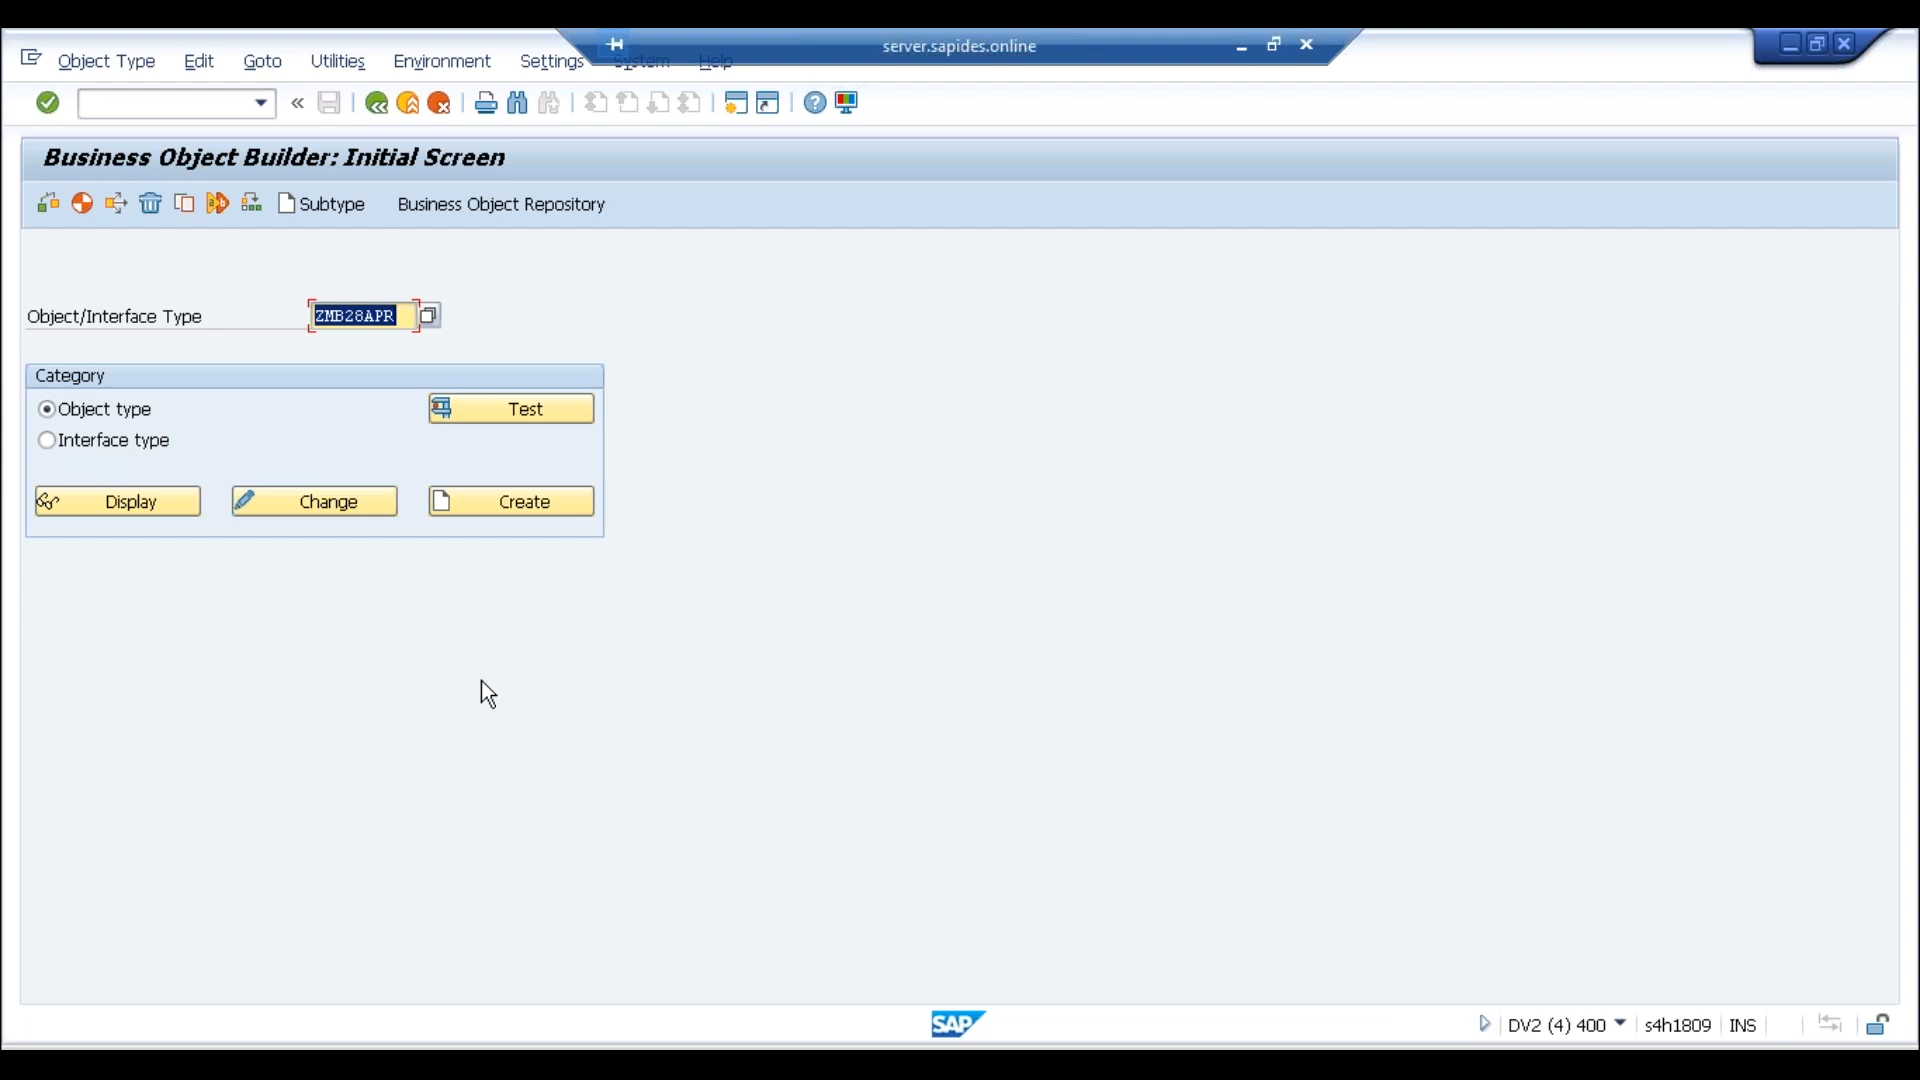 server.sapides.online
Object Type Edit Goto Utilities Environment Settings System Help
Business Object Builder: Initial Screen
Subtype Business Object Repository
Object/Interface Type ZMB28APR
Category
Object type Test
Interface type
Display Change Create
SAP DV2 (4) 400 s4h1809 INS